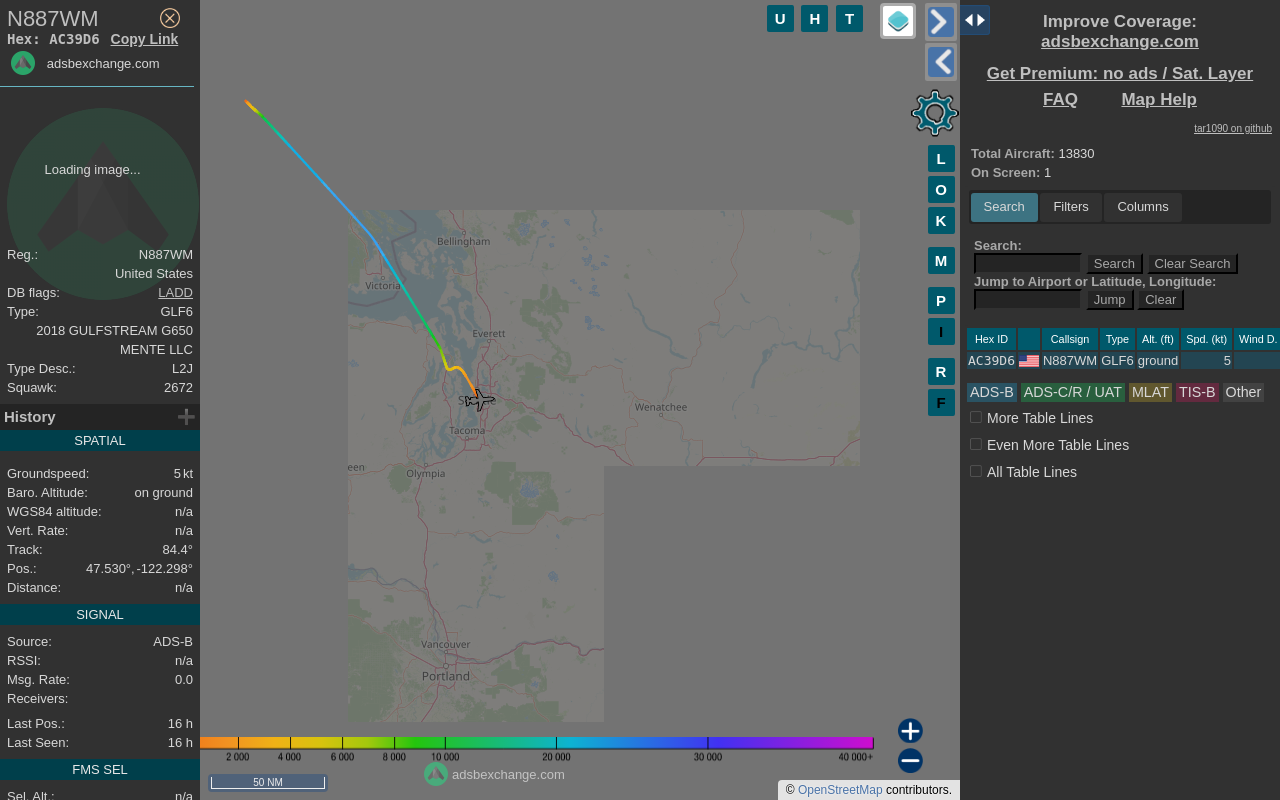 N887WM
Hex: AC39D6 Copy Link
adsbexchange.com
Loading image...
Reg.: N887WM
United States
DB flags: LADD
Type: GLF6
2018 GULFSTREAM G650
MENTE LLC
Type Desc.: L2J
Squawk: 2672
History
SPATIAL
Groundspeed: 5 kt
Baro. Altitude: on ground
WGS84 altitude: n/a
Vert. Rate: n/a
Track: 84.4°
Pos.: 47.530°, -122.298°
Distance: n/a
SIGNAL
Source: ADS-B
RSSI: n/a
Msg. Rate: 0.0
Receivers:
Last Pos.: 16 h
Last Seen: 16 h
FMS SEL
Sel. Alt.: n/a
U H T
L
O
K
M
P
I
R
F
Bellingham
Victoria
Everett
Wenatchee
Tacoma
een
Olympia
Vancouver
Portland
2 000 4 000 6 000 8 000 10 000 20 000 30 000 40 000+
adsbexchange.com
50 NM
© OpenStreetMap contributors.
Improve Coverage:
adsbexchange.com
Get Premium: no ads / Sat. Layer
FAQ Map Help
tar1090 on github
Total Aircraft: 13830
On Screen: 1
Search Filters Columns
Search:
Search Clear Search
Jump to Airport or Latitude, Longitude:
Jump Clear
Hex ID Callsign Type Alt. (ft) Spd. (kt) Wind D.
AC39D6 N887WM GLF6 ground 5
ADS-B ADS-C/R / UAT MLAT TIS-B Other
More Table Lines
Even More Table Lines
All Table Lines